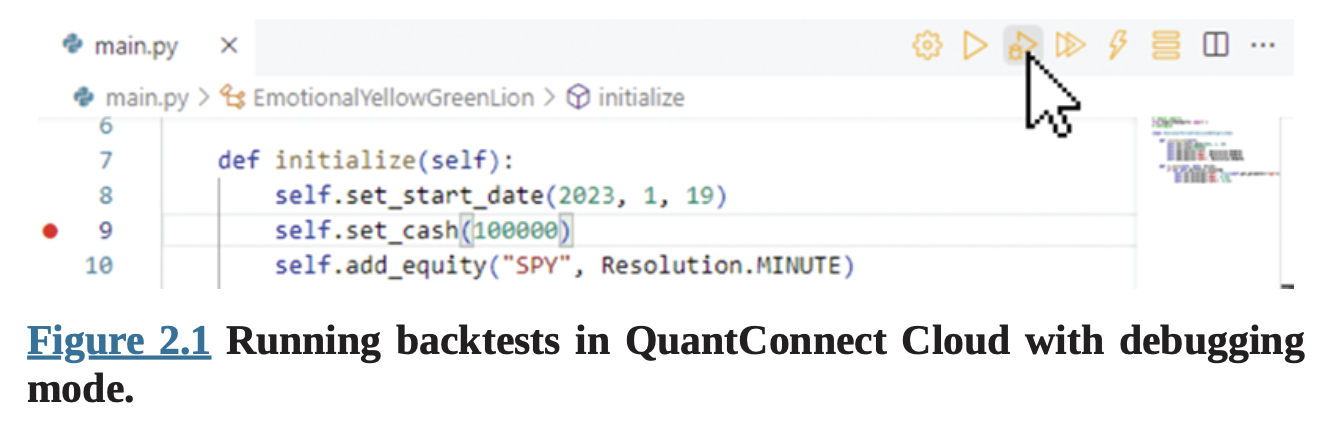 main.py
main.py > EmotionalYellowGreenLion > initialize
6
7 def initialize(self):
8 self.set_start_date(2023, 1, 19)
9 self.set_cash(100000)
10 self.add_equity("SPY", Resolution.MINUTE)
Figure 2.1 Running backtests in QuantConnect Cloud with debugging
mode.